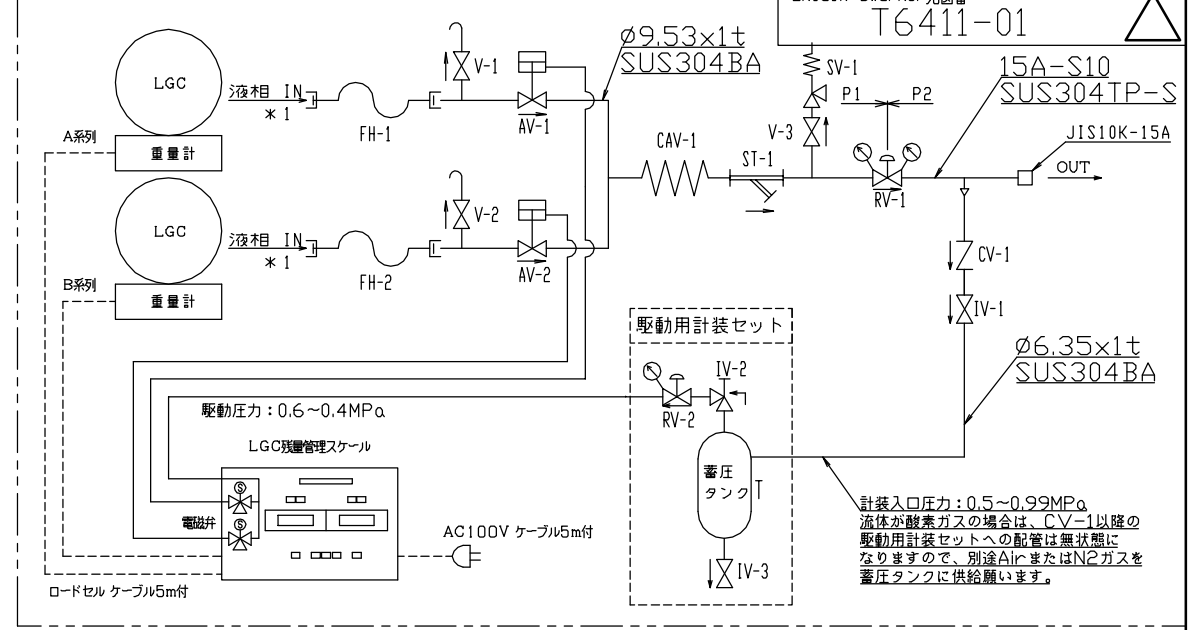 T6411-01
ø9.53x1t
SUS304BA
15A-S10
SUS304TP-S
JIS10K-15A
OUT
LGC
液相 IN
*1
FH-1
V-1
AV-1
A系列
重量計
CAV-1
ST-1
SV-1
V-3
P1
P2
RV-1
LGC
液相 IN
*1
FH-2
V-2
AV-2
B系列
重量計
CV-1
IV-1
ø6.35x1t
SUS304BA
駆動用計装セット
IV-2
RV-2
蓄圧
タンク
T
IV-3
駆動圧力:0.6~0.4MPa
LGC残量管理スケール
S
S
電磁弁
AC100V ケーブル5m付
ロードセル ケーブル5m付
計装入口圧力:0.5~0.99MPa
流体が酸素ガスの場合は、CV-1以降の
駆動用計装セットへの配管は無状態に
なりますので、別途AirまたはN2ガスを
蓄圧タンクに供給願います。